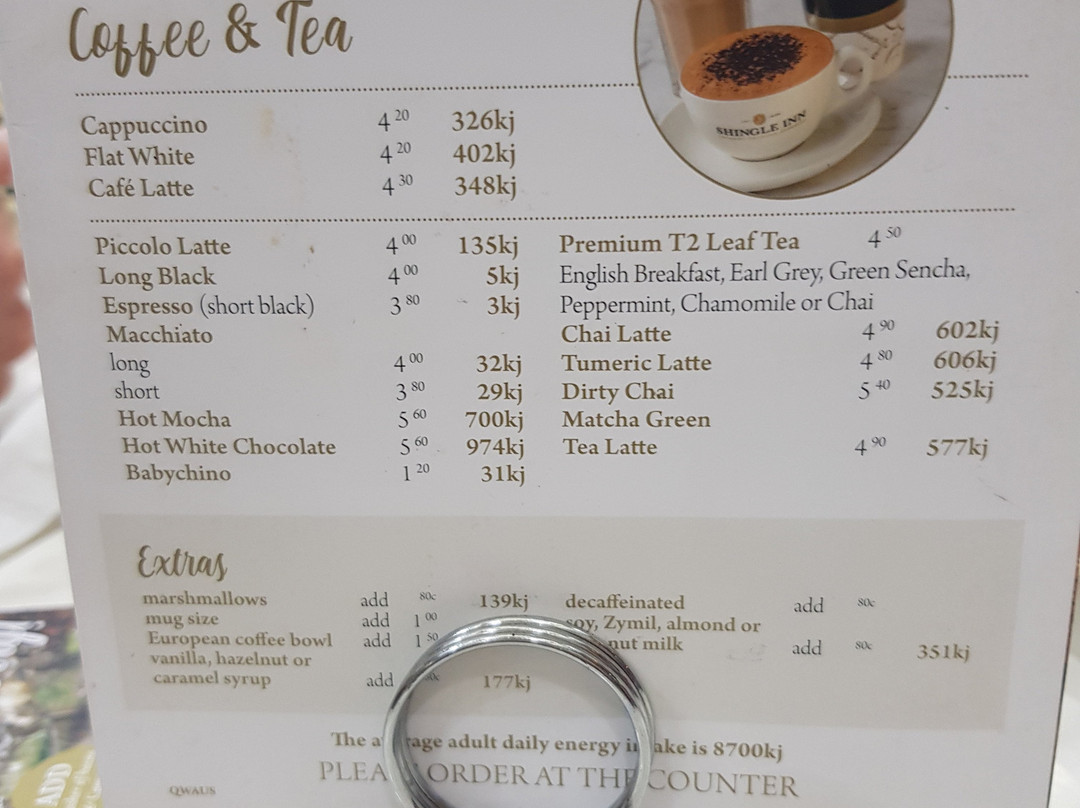 Coffee & Tea
SHINGLE INN
Cappuccino 4 20 326kj
Flat White 4 20 402kj
Café Latte 4 30 348kj
Piccolo Latte 4 00 135kj
Long Black 4 00 5kj
Espresso (short black) 3 80 3kj
Macchiato
long 4 00 32kj
short 3 80 29kj
Hot Mocha 5 60 700kj
Hot White Chocolate 5 60 974kj
Babychino 1 20 31kj
Premium T2 Leaf Tea 4 50
English Breakfast, Earl Grey, Green Sencha,
Peppermint, Chamomile or Chai
Chai Latte 4 90 602kj
Tumeric Latte 4 80 606kj
Dirty Chai 5 40 525kj
Matcha Green
Tea Latte 4 90 577kj
Extras
marshmallows add 80c 139kj
mug size add 1 00
European coffee bowl add 1 50
vanilla, hazelnut or
caramel syrup add 177kj
decaffeinated add 80c
soy, Zymil, almond or
milk add 80c 351kj
The average adult daily energy intake is 8700kj
PLEASE ORDER AT THE COUNTER
QWAUS
ADD